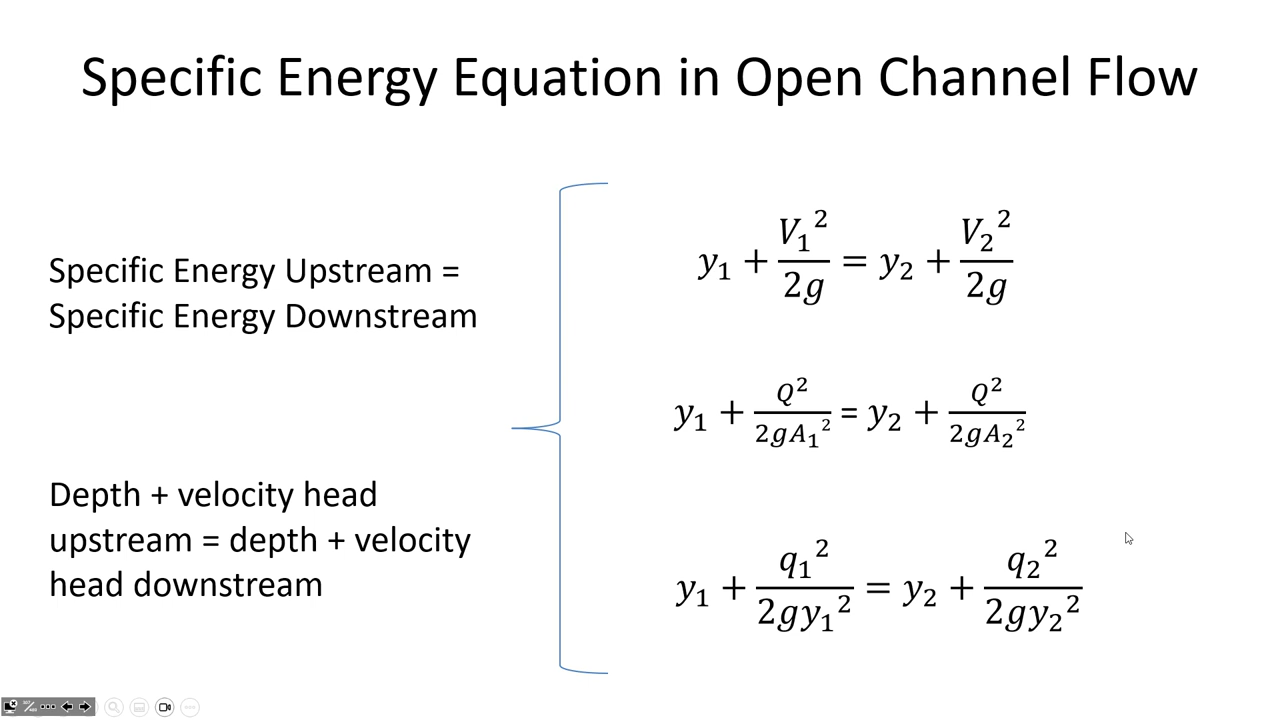 Specific Energy Equation in Open Channel Flow
Specific Energy Upstream =
Specific Energy Downstream
Depth + velocity head
upstream = depth + velocity
head downstream
y₁ + V₁²/2g = y₂ + V₂²/2g
y₁ + Q²/2gA₁² = y₂ + Q²/2gA₂²
y₁ + q₁²/2gy₁² = y₂ + q₂²/2gy₂²